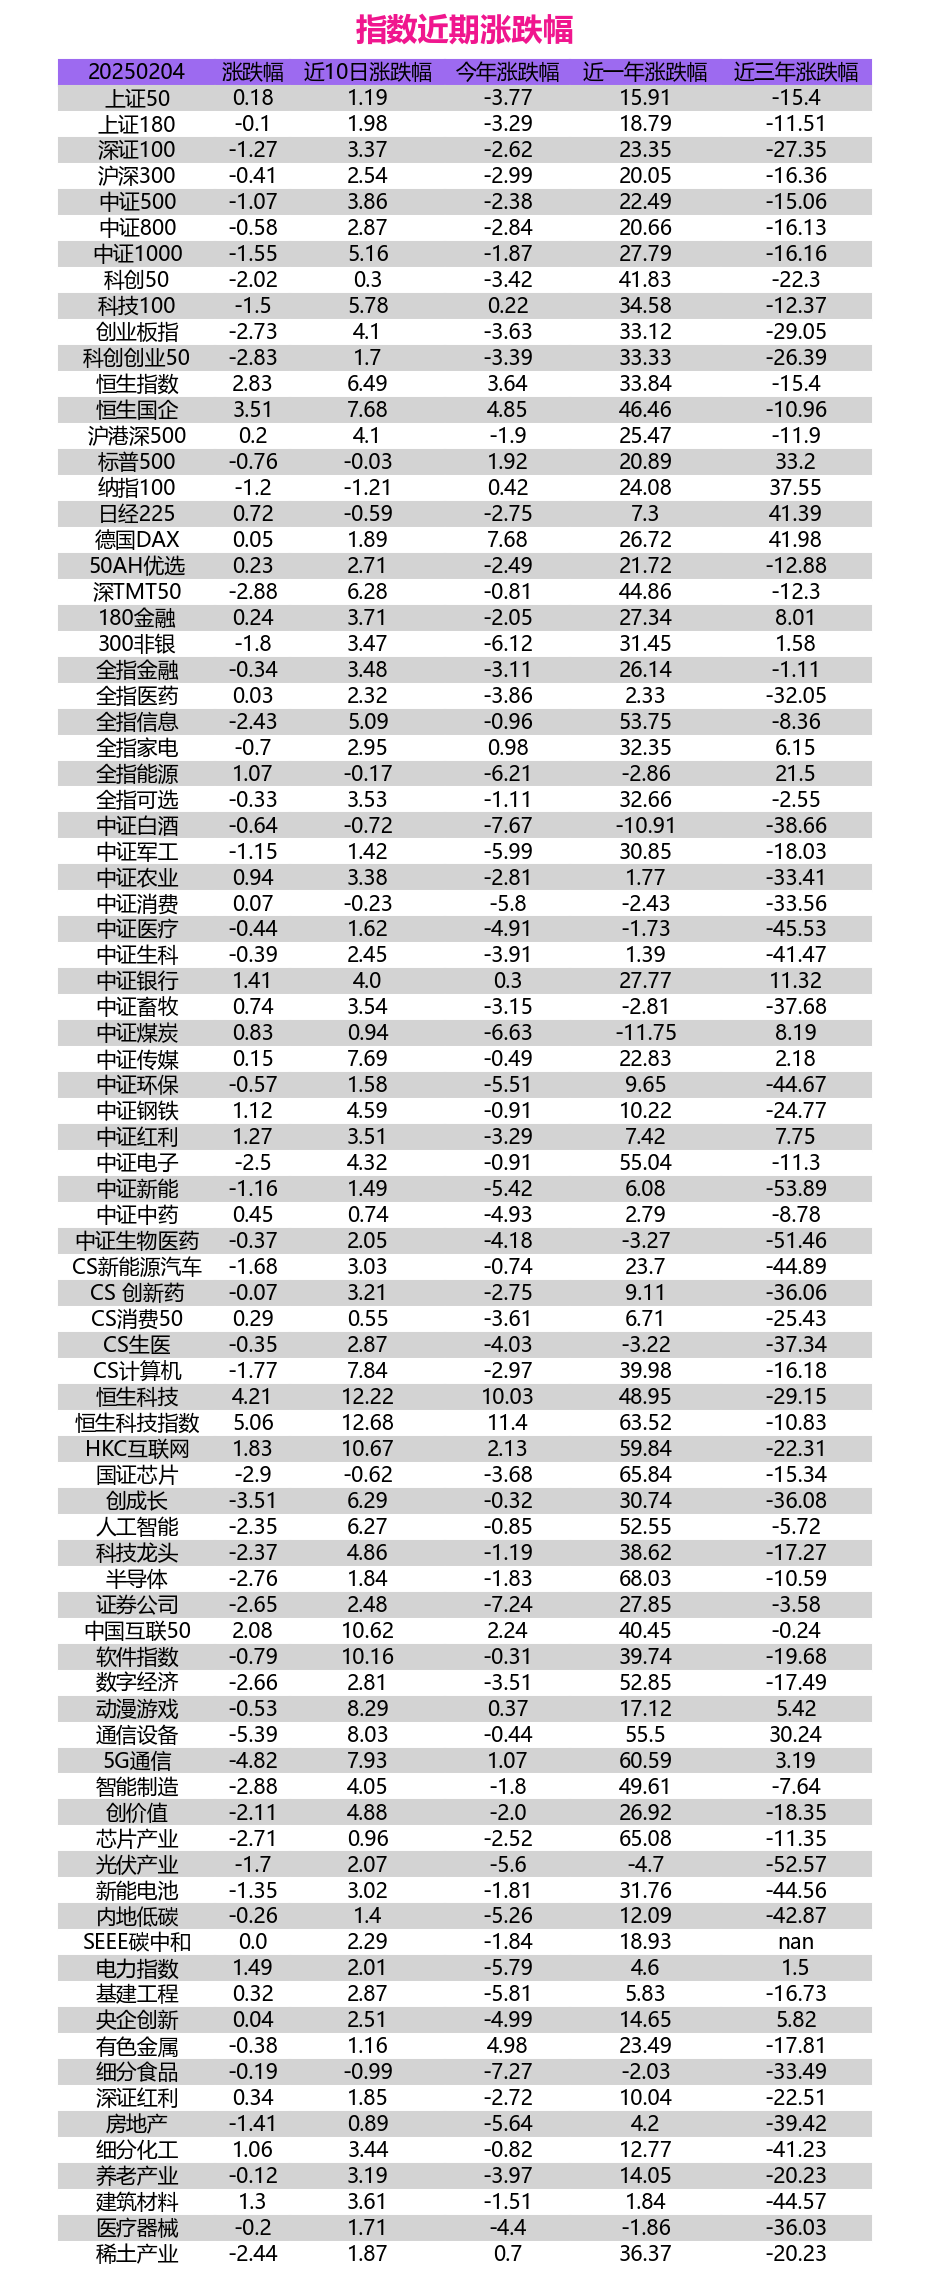 指数近期涨跌幅
20250204 涨跌幅 近10日涨跌幅 今年涨跌幅 近一年涨跌幅 近三年涨跌幅
上证50 0.18 1.19 -3.77 15.91 -15.4
上证180 -0.1 1.98 -3.29 18.79 -11.51
深证100 -1.27 3.37 -2.62 23.35 -27.35
沪深300 -0.41 2.54 -2.99 20.05 -16.36
中证500 -1.07 3.86 -2.38 22.49 -15.06
中证800 -0.58 2.87 -2.84 20.66 -16.13
中证1000 -1.55 5.16 -1.87 27.79 -16.16
科创50 -2.02 0.3 -3.42 41.83 -22.3
科技100 -1.5 5.78 0.22 34.58 -12.37
创业板指 -2.73 4.1 -3.63 33.12 -29.05
科创创业50 -2.83 1.7 -3.39 33.33 -26.39
恒生指数 2.83 6.49 3.64 33.84 -15.4
恒生国企 3.51 7.68 4.85 46.46 -10.96
沪港深500 0.2 4.1 -1.9 25.47 -11.9
标普500 -0.76 -0.03 1.92 20.89 33.2
纳指100 -1.2 -1.21 0.42 24.08 37.55
日经225 0.72 -0.59 -2.75 7.3 41.39
德国DAX 0.05 1.89 7.68 26.72 41.98
50AH优选 0.23 2.71 -2.49 21.72 -12.88
深TMT50 -2.88 6.28 -0.81 44.86 -12.3
180金融 0.24 3.71 -2.05 27.34 8.01
300非银 -1.8 3.47 -6.12 31.45 1.58
全指金融 -0.34 3.48 -3.11 26.14 -1.11
全指医药 0.03 2.32 -3.86 2.33 -32.05
全指信息 -2.43 5.09 -0.96 53.75 -8.36
全指家电 -0.7 2.95 0.98 32.35 6.15
全指能源 1.07 -0.17 -6.21 -2.86 21.5
全指可选 -0.33 3.53 -1.11 32.66 -2.55
中证白酒 -0.64 -0.72 -7.67 -10.91 -38.66
中证军工 -1.15 1.42 -5.99 30.85 -18.03
中证农业 0.94 3.38 -2.81 1.77 -33.41
中证消费 0.07 -0.23 -5.8 -2.43 -33.56
中证医疗 -0.44 1.62 -4.91 -1.73 -45.53
中证生科 -0.39 2.45 -3.91 1.39 -41.47
中证银行 1.41 4.0 0.3 27.77 11.32
中证畜牧 0.74 3.54 -3.15 -2.81 -37.68
中证煤炭 0.83 0.94 -6.63 -11.75 8.19
中证传媒 0.15 7.69 -0.49 22.83 2.18
中证环保 -0.57 1.58 -5.51 9.65 -44.67
中证钢铁 1.12 4.59 -0.91 10.22 -24.77
中证红利 1.27 3.51 -3.29 7.42 7.75
中证电子 -2.5 4.32 -0.91 55.04 -11.3
中证新能 -1.16 1.49 -5.42 6.08 -53.89
中证中药 0.45 0.74 -4.93 2.79 -8.78
中证生物医药 -0.37 2.05 -4.18 -3.27 -51.46
CS新能源汽车 -1.68 3.03 -0.74 23.7 -44.89
CS 创新药 -0.07 3.21 -2.75 9.11 -36.06
CS消费50 0.29 0.55 -3.61 6.71 -25.43
CS生医 -0.35 2.87 -4.03 -3.22 -37.34
CS计算机 -1.77 7.84 -2.97 39.98 -16.18
恒生科技 4.21 12.22 10.03 48.95 -29.15
恒生科技指数 5.06 12.68 11.4 63.52 -10.83
HKC互联网 1.83 10.67 2.13 59.84 -22.31
国证芯片 -2.9 -0.62 -3.68 65.84 -15.34
创成长 -3.51 6.29 -0.32 30.74 -36.08
人工智能 -2.35 6.27 -0.85 52.55 -5.72
科技龙头 -2.37 4.86 -1.19 38.62 -17.27
半导体 -2.76 1.84 -1.83 68.03 -10.59
证券公司 -2.65 2.48 -7.24 27.85 -3.58
中国互联50 2.08 10.62 2.24 40.45 -0.24
软件指数 -0.79 10.16 -0.31 39.74 -19.68
数字经济 -2.66 2.81 -3.51 52.85 -17.49
动漫游戏 -0.53 8.29 0.37 17.12 5.42
通信设备 -5.39 8.03 -0.44 55.5 30.24
5G通信 -4.82 7.93 1.07 60.59 3.19
智能制造 -2.88 4.05 -1.8 49.61 -7.64
创价值 -2.11 4.88 -2.0 26.92 -18.35
芯片产业 -2.71 0.96 -2.52 65.08 -11.35
光伏产业 -1.7 2.07 -5.6 -4.7 -52.57
新能电池 -1.35 3.02 -1.81 31.76 -44.56
内地低碳 -0.26 1.4 -5.26 12.09 -42.87
SEEE碳中和 0.0 2.29 -1.84 18.93 nan
电力指数 1.49 2.01 -5.79 4.6 1.5
基建工程 0.32 2.87 -5.81 5.83 -16.73
央企创新 0.04 2.51 -4.99 14.65 5.82
有色金属 -0.38 1.16 4.98 23.49 -17.81
细分食品 -0.19 -0.99 -7.27 -2.03 -33.49
深证红利 0.34 1.85 -2.72 10.04 -22.51
房地产 -1.41 0.89 -5.64 4.2 -39.42
细分化工 1.06 3.44 -0.82 12.77 -41.23
养老产业 -0.12 3.19 -3.97 14.05 -20.23
建筑材料 1.3 3.61 -1.51 1.84 -44.57
医疗器械 -0.2 1.71 -4.4 -1.86 -36.03
稀土产业 -2.44 1.87 0.7 36.37 -20.23